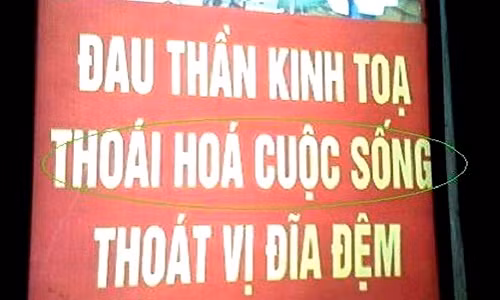 ĐAU THẦN KINH TOẠ
THOÁI HOÁ CUỘC SỐNG
THOÁT VỊ ĐĨA ĐỆM